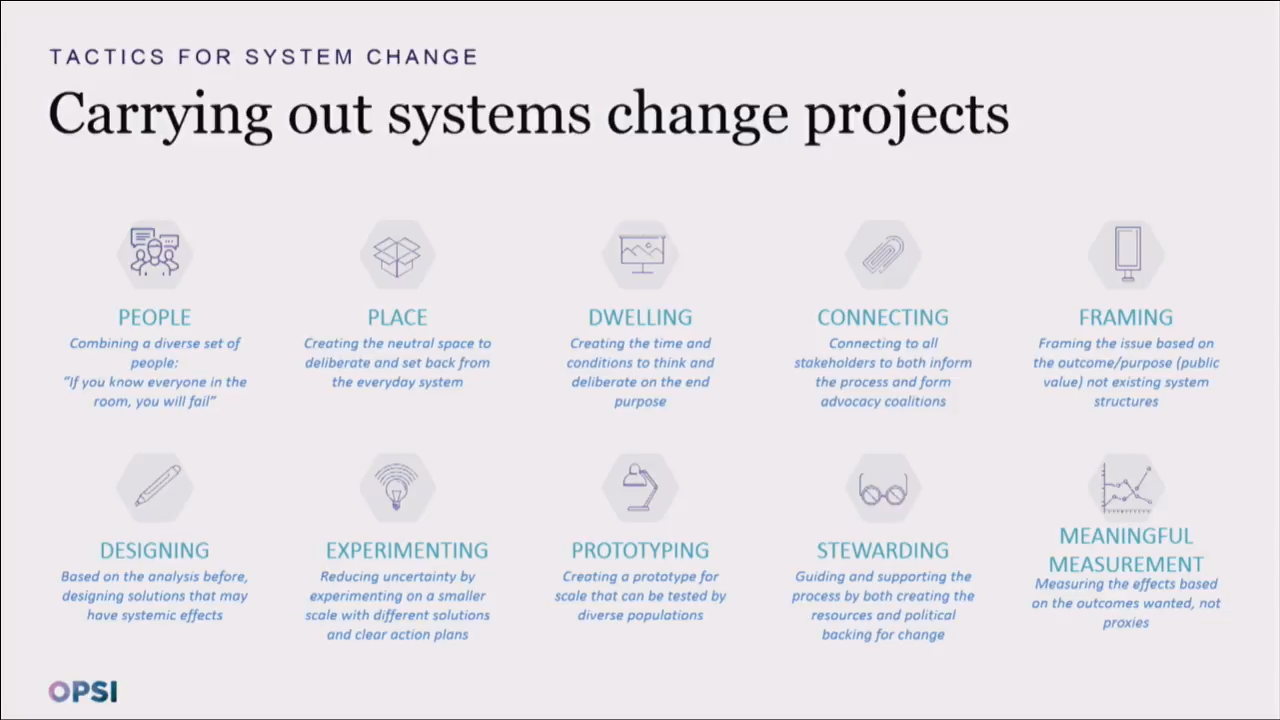 TACTICS FOR SYSTEM CHANGE
Carrying out systems change projects
PEOPLE
Combining a diverse set of
people:
"If you know everyone in the
room, you will fail"
PLACE
Creating the neutral space to
deliberate and set back from
the everyday system
DWELLING
Creating the time and
conditions to think and
deliberate on the end
purpose
CONNECTING
Connecting to all
stakeholders to both inform
the process and form
advocacy coalitions
FRAMING
Framing the issue based on
the outcome/purpose (public
value) not existing system
structures
DESIGNING
Based on the analysis before,
designing solutions that may
have systemic effects
EXPERIMENTING
Reducing uncertainty by
experimenting on a smaller
scale with different solutions
and clear action plans
PROTOTYPING
Creating a prototype for
scale that can be tested by
diverse populations
STEWARDING
Guiding and supporting the
process by both creating the
resources and political
backing for change
MEANINGFUL
MEASUREMENT
Measuring the effects based
on the outcomes wanted, not
proxies
OPSI